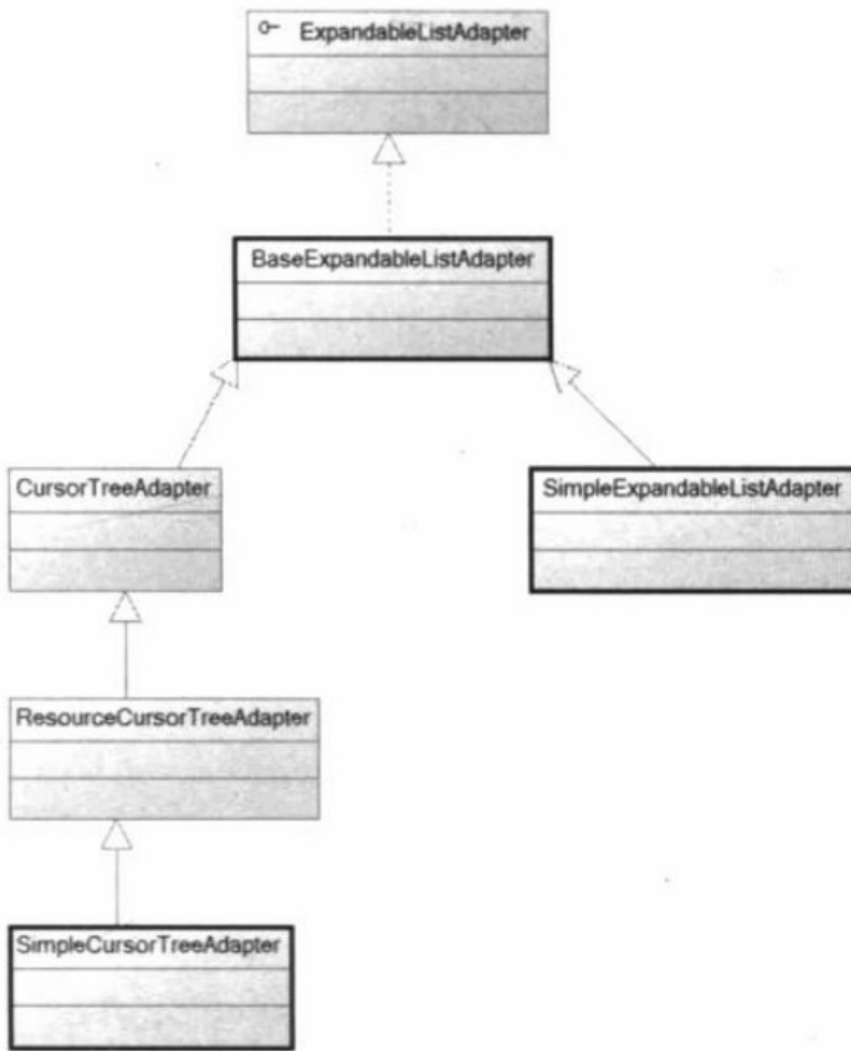 ExpandableListAdapter
BaseExpandableListAdapter
CursorTreeAdapter
SimpleExpandableListAdapter
ResourceCursorTreeAdapter
SimpleCursorTreeAdapter